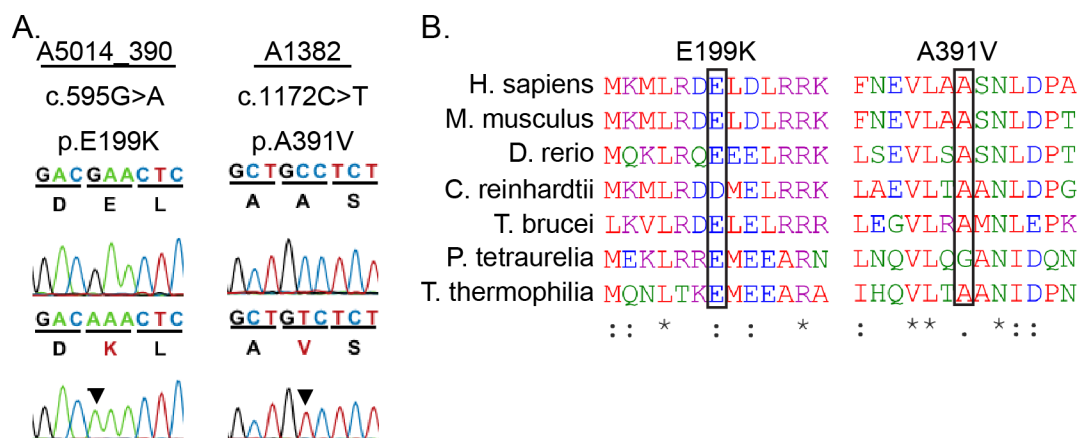 A.
A5014_390
c.595G>A
p.E199K
GACGAACTC
D E L
GACAAACTC
D K L
A1382
c.1172C>T
p.A391V
GCTGCCTCT
A A S
GCTGTCTCT
A V S
B.
E199K A391V
H. sapiens MKMLRDELDLRRK FNEVLAASNLDPA
M. musculus MKMLRDELDLRRK FNEVLAASNLDPT
D. rerio MQKLRQEEELRRK LSEVLSASNLDPT
C. reinhardtii MKMLRDDMELRRK LAEVLTAANLDPG
T. brucei LKVLRDELELRRR LEGVLRAMNLEPK
P. tetraurelia MEKLRREMEEARN LNQVLQGANIDQN
T. thermophilia MQNLTKEMEEARA IHQVLTAANIDPN
: : * : : * : * * . * : :